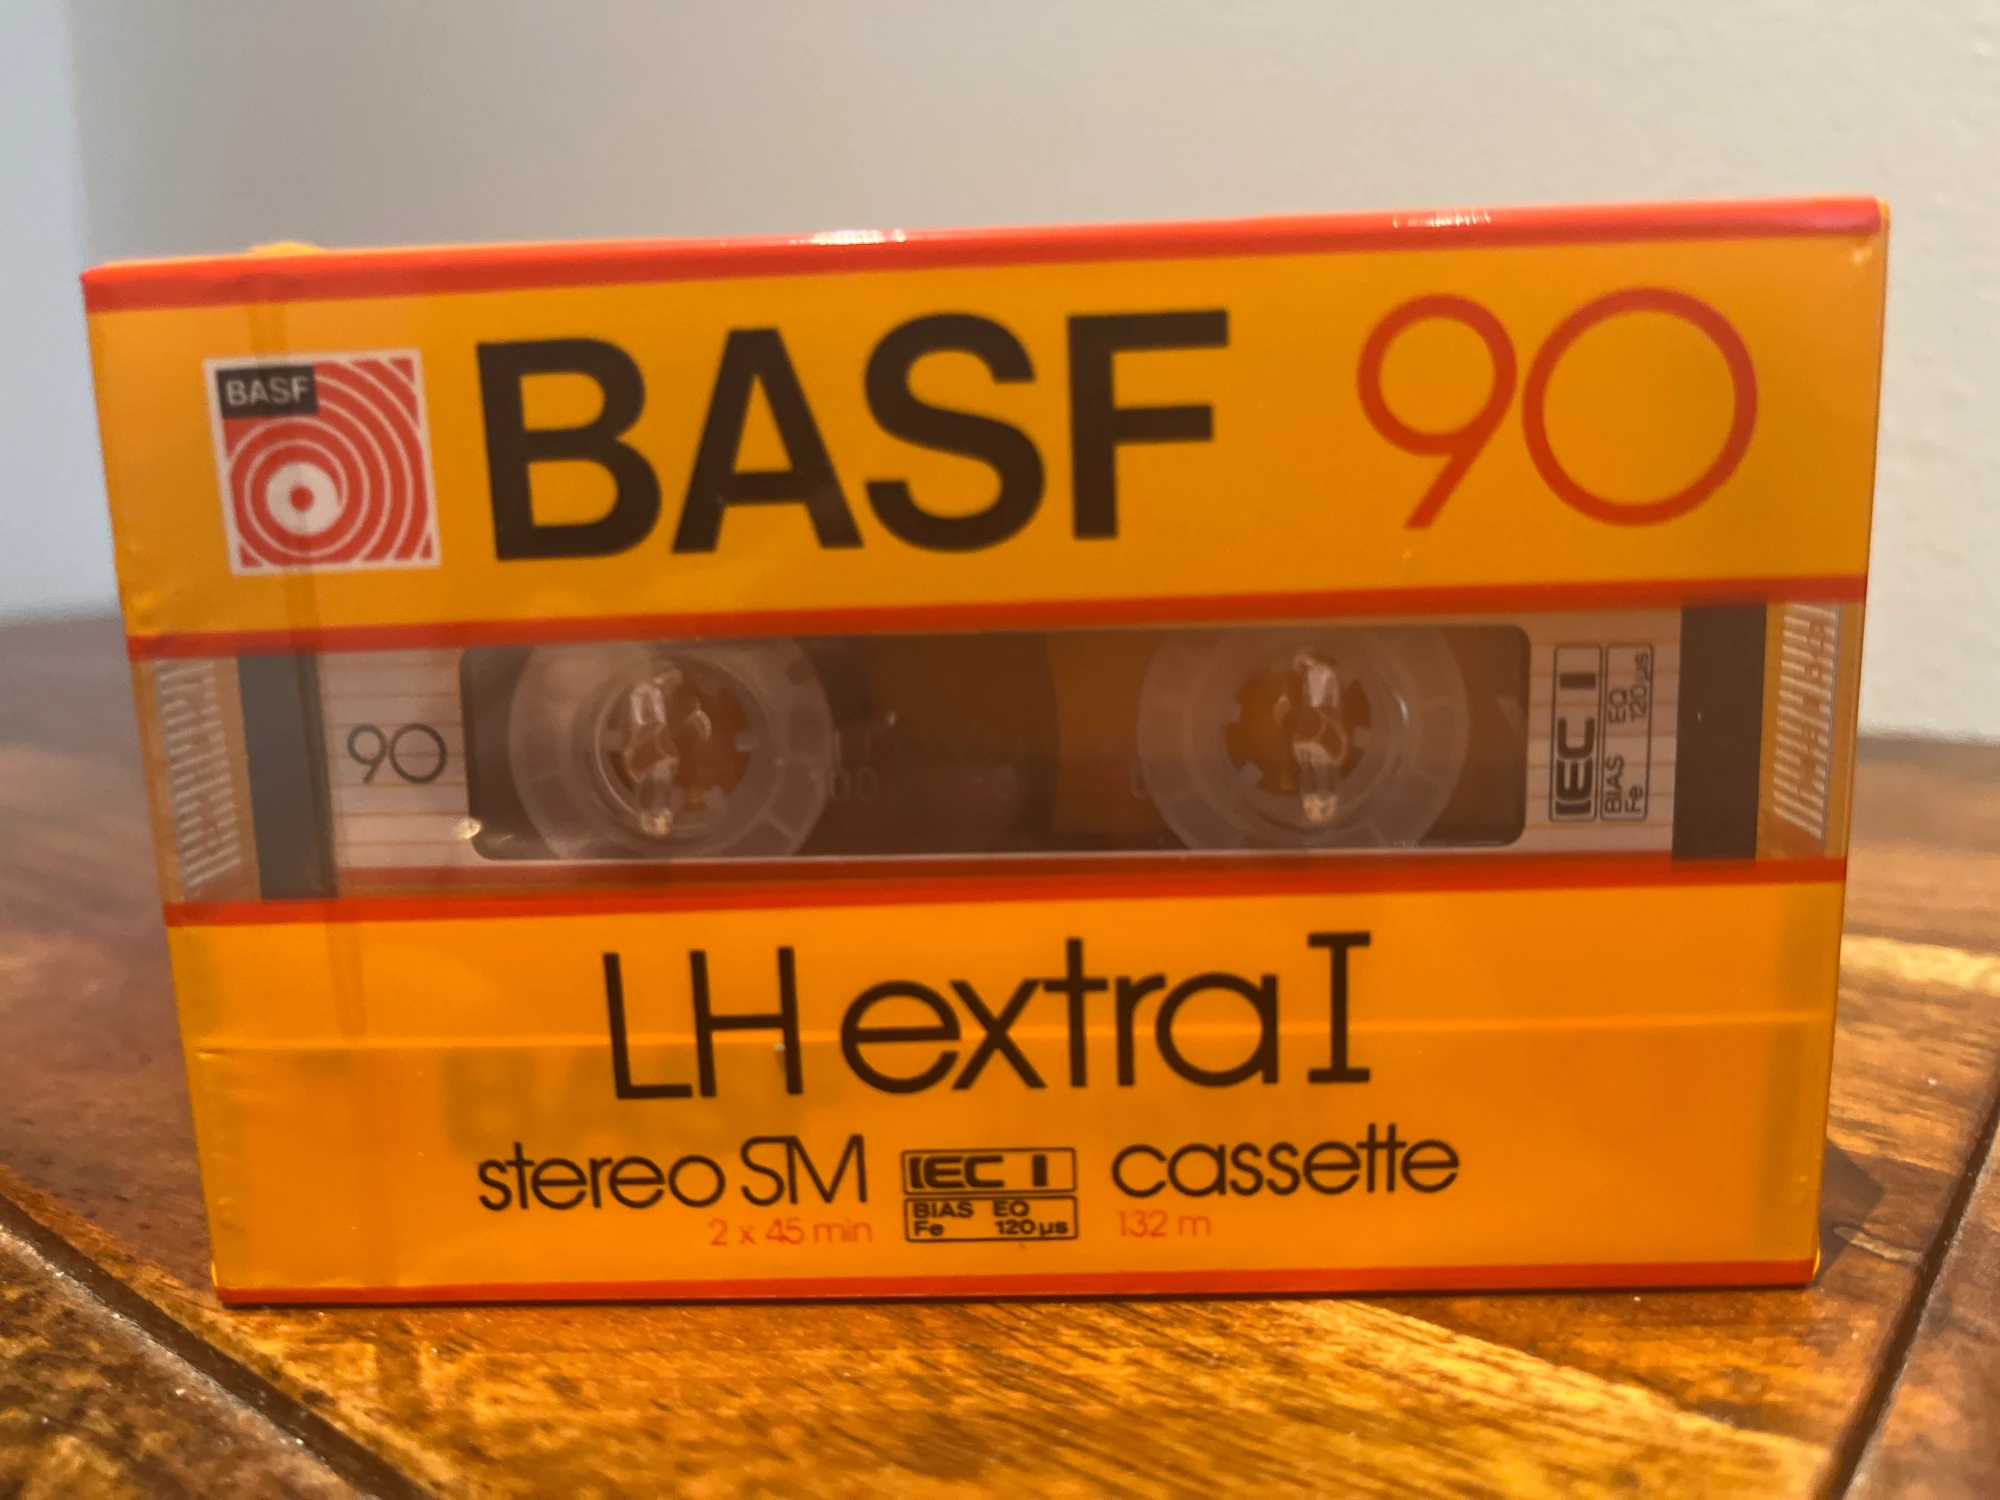 BASF
BASF 90
90
IEC I
BIAS EQ
Fe 120µs
LH extra I
stereo SM IEC I cassette
BIAS EQ
2 x 45 min Fe 120µs 132 m